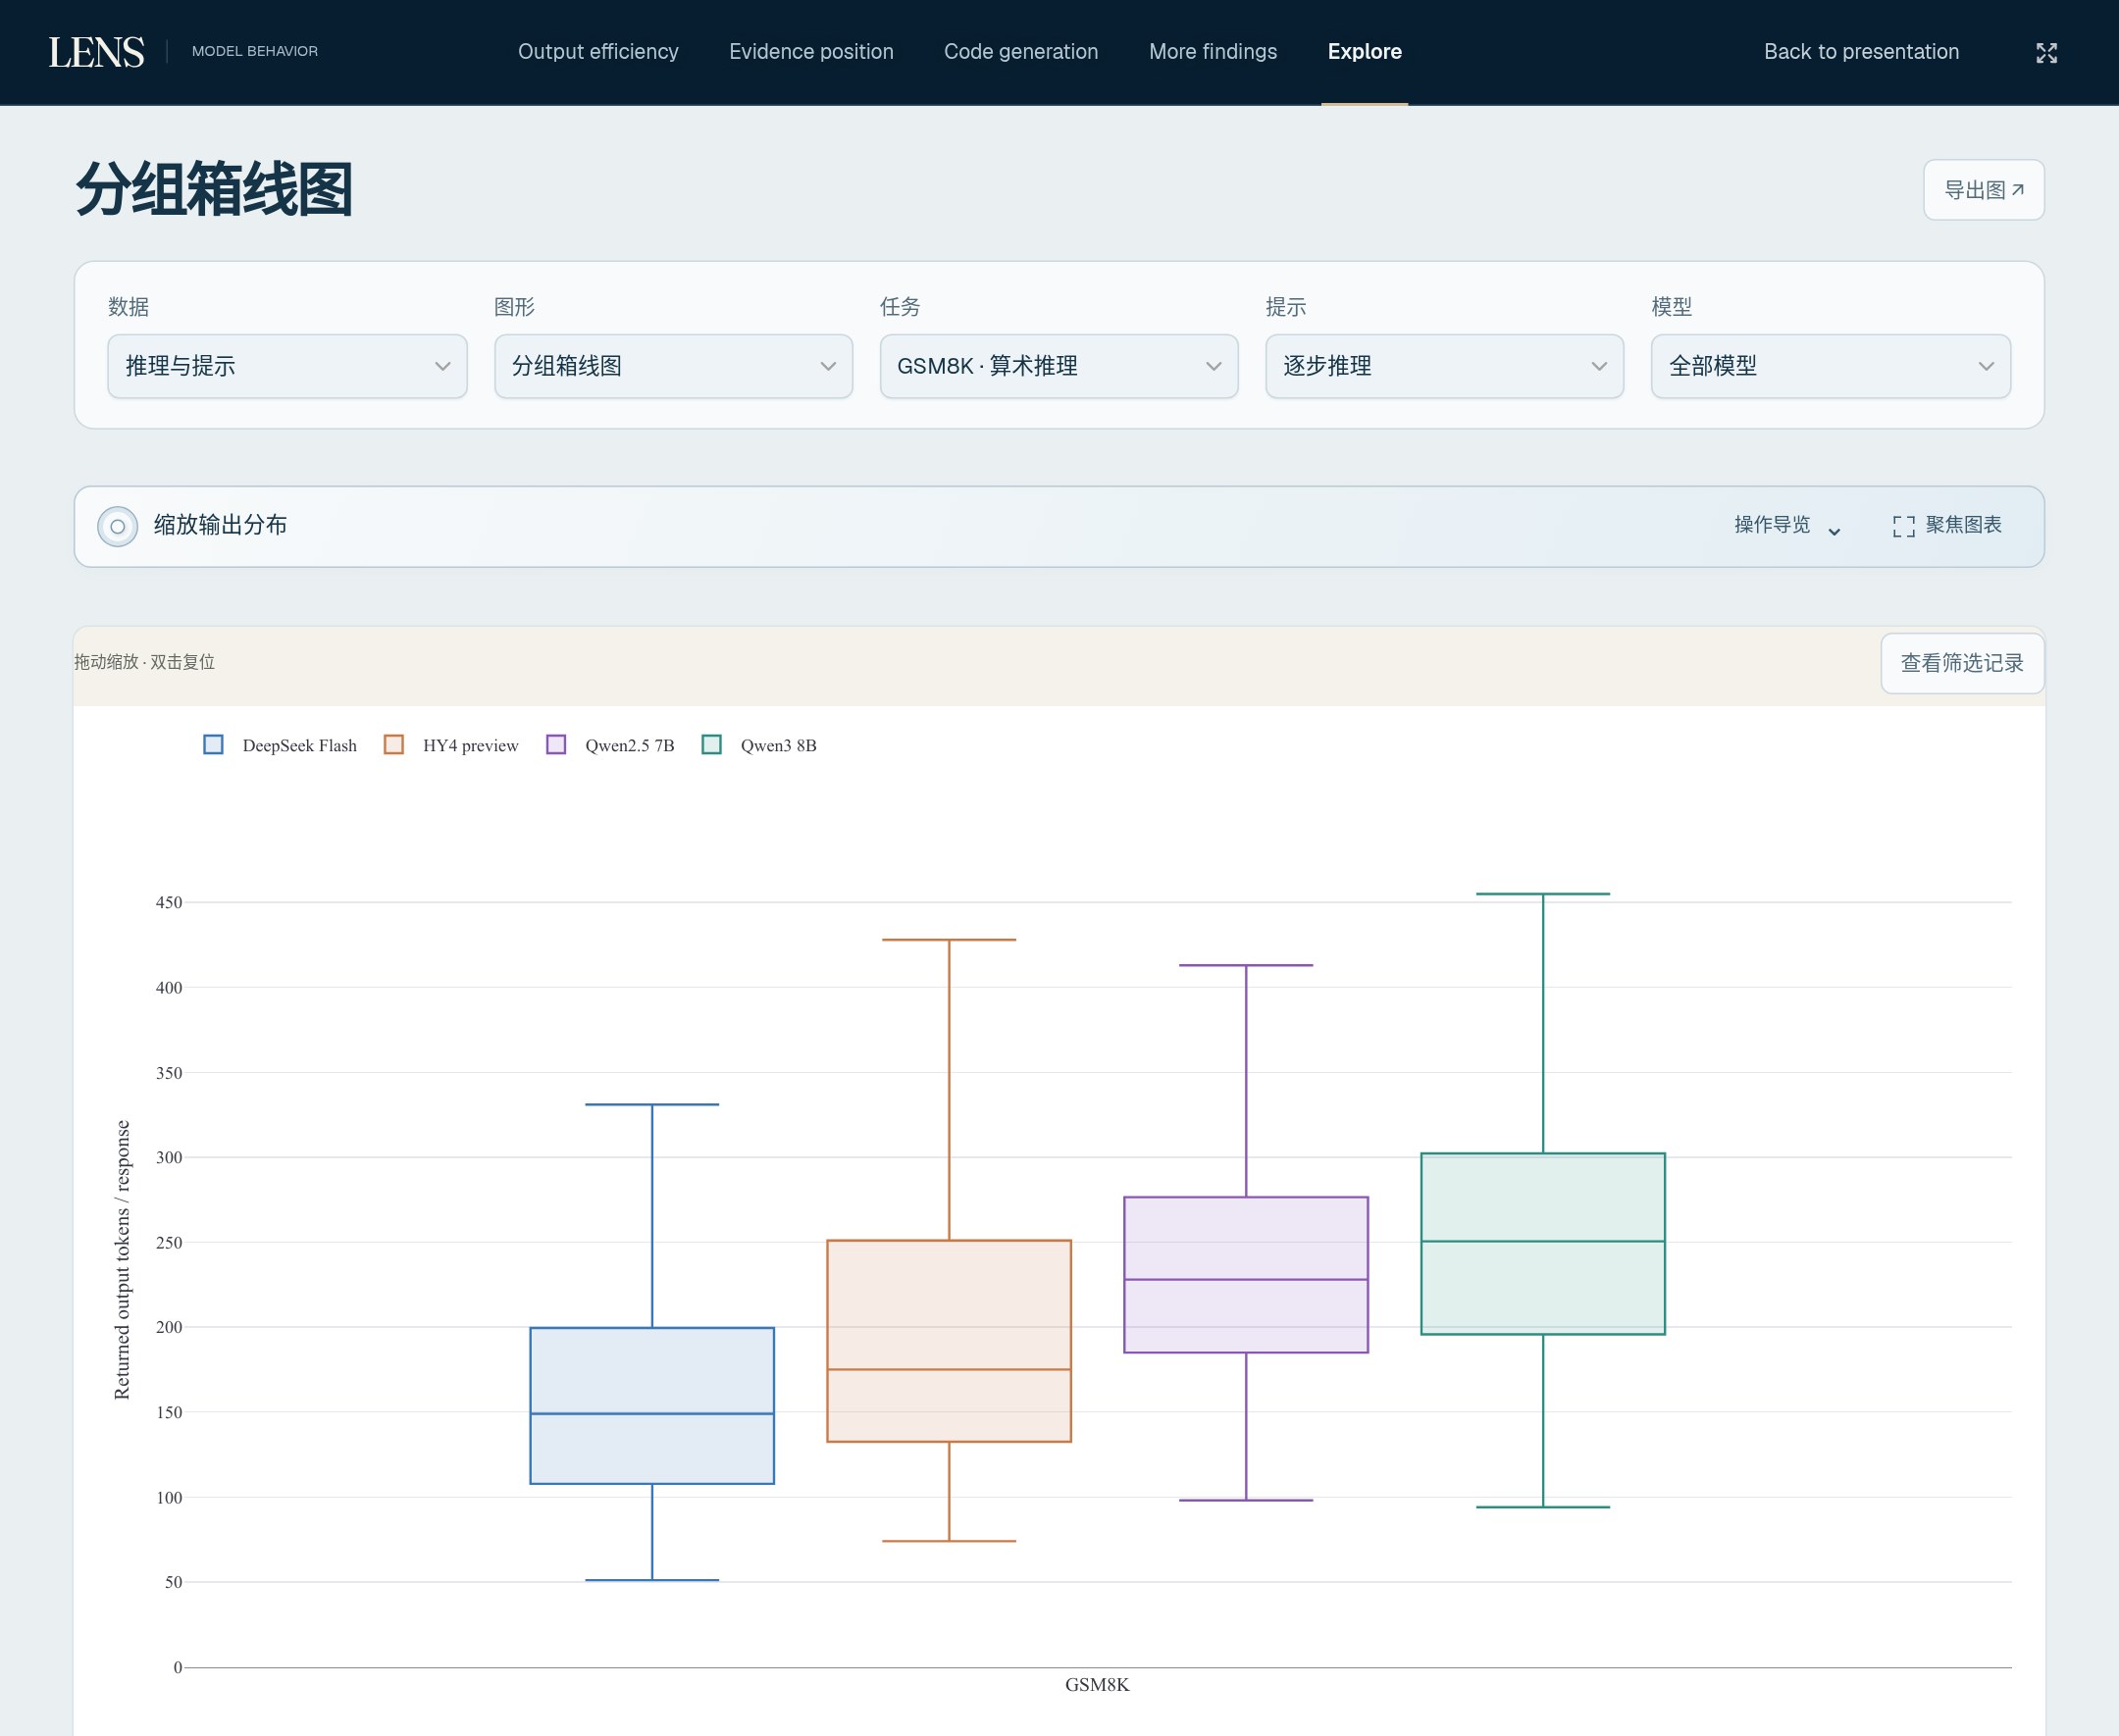 LENS MODEL BEHAVIOR Output efficiency Evidence position Code generation More findings Explore Back to presentation
分组箱线图 导出图
数据 图形 任务 提示 模型
推理与提示 分组箱线图 GSM8K · 算术推理 逐步推理 全部模型
缩放输出分布 操作导览 聚焦图表
拖动缩放 · 双击复位 查看筛选记录
DeepSeek Flash HY4 preview Qwen2.5 7B Qwen3 8B
Returned output tokens / response
450
400
350
300
250
200
150
100
50
0
GSM8K